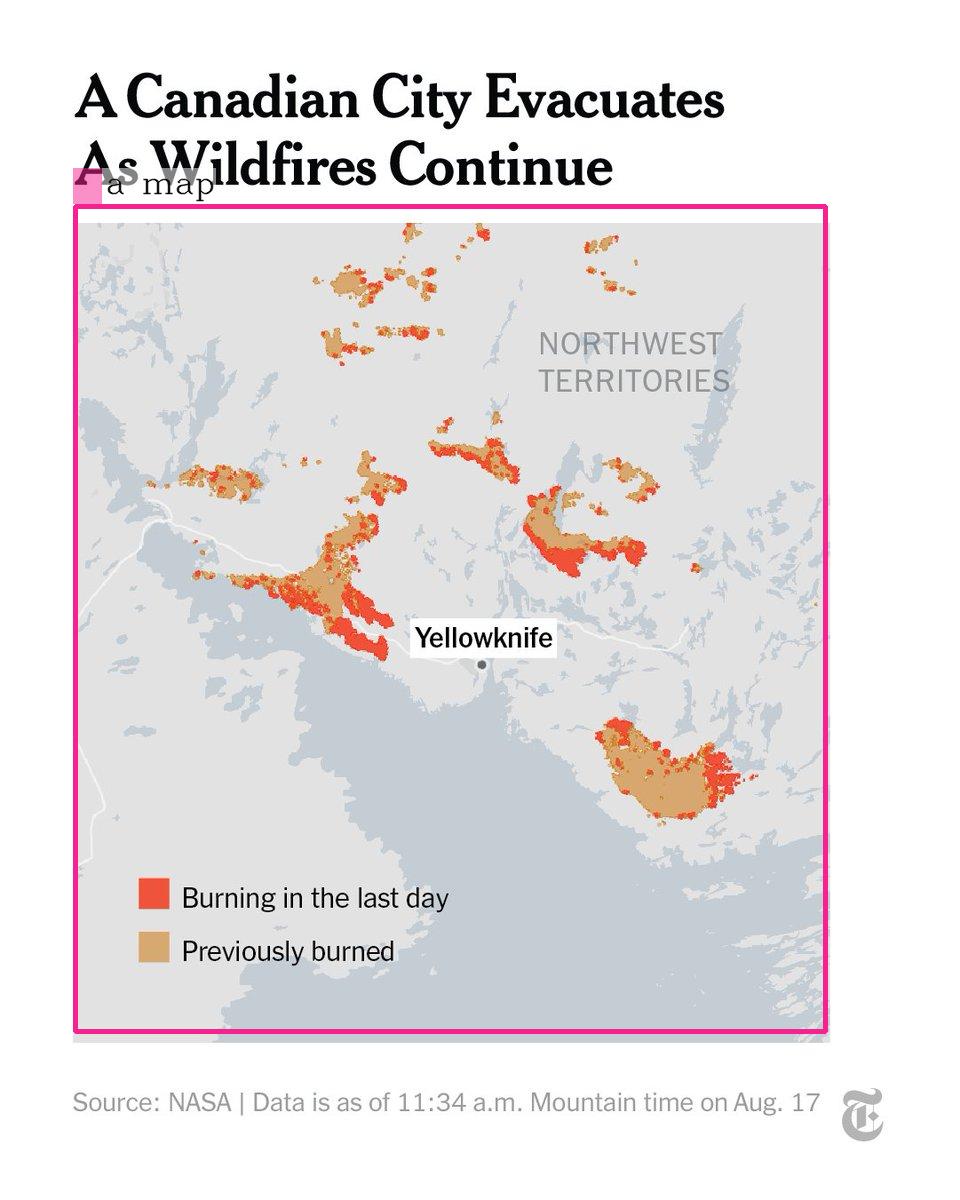 A Canadian City Evacuates
As Wildfires Continue
a map
NORTHWEST
TERRITORIES
Yellowknife
Burning in the last day
Previously burned
Source: NASA | Data is as of 11:34 a.m. Mountain time on Aug. 17
T